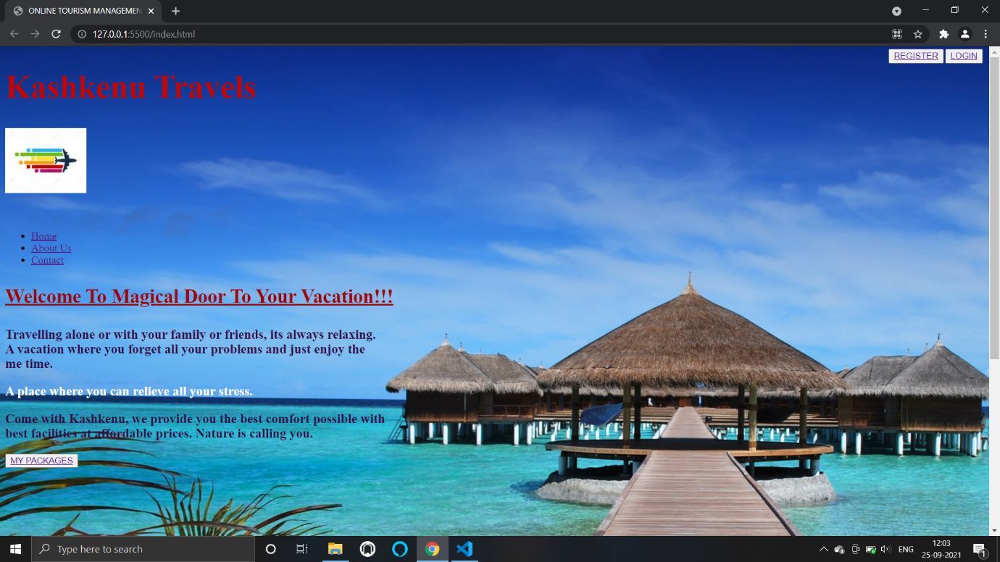 ONLINE TOURISM MANAGEMEN
127.0.0.1:5500/index.html
REGISTER LOGIN
Kashkenu Travels
Home
About Us
Contact
Welcome To Magical Door To Your Vacation!!!
Travelling alone or with your family or friends, its always relaxing.
A vacation where you forget all your problems and just enjoy the
me time.
A place where you can relieve all your stress.
Come with Kashkenu, we provide you the best comfort possible with
best facilities at affordable prices. Nature is calling you.
MY PACKAGES
Type here to search
ENG
12:03
25-09-2021
1